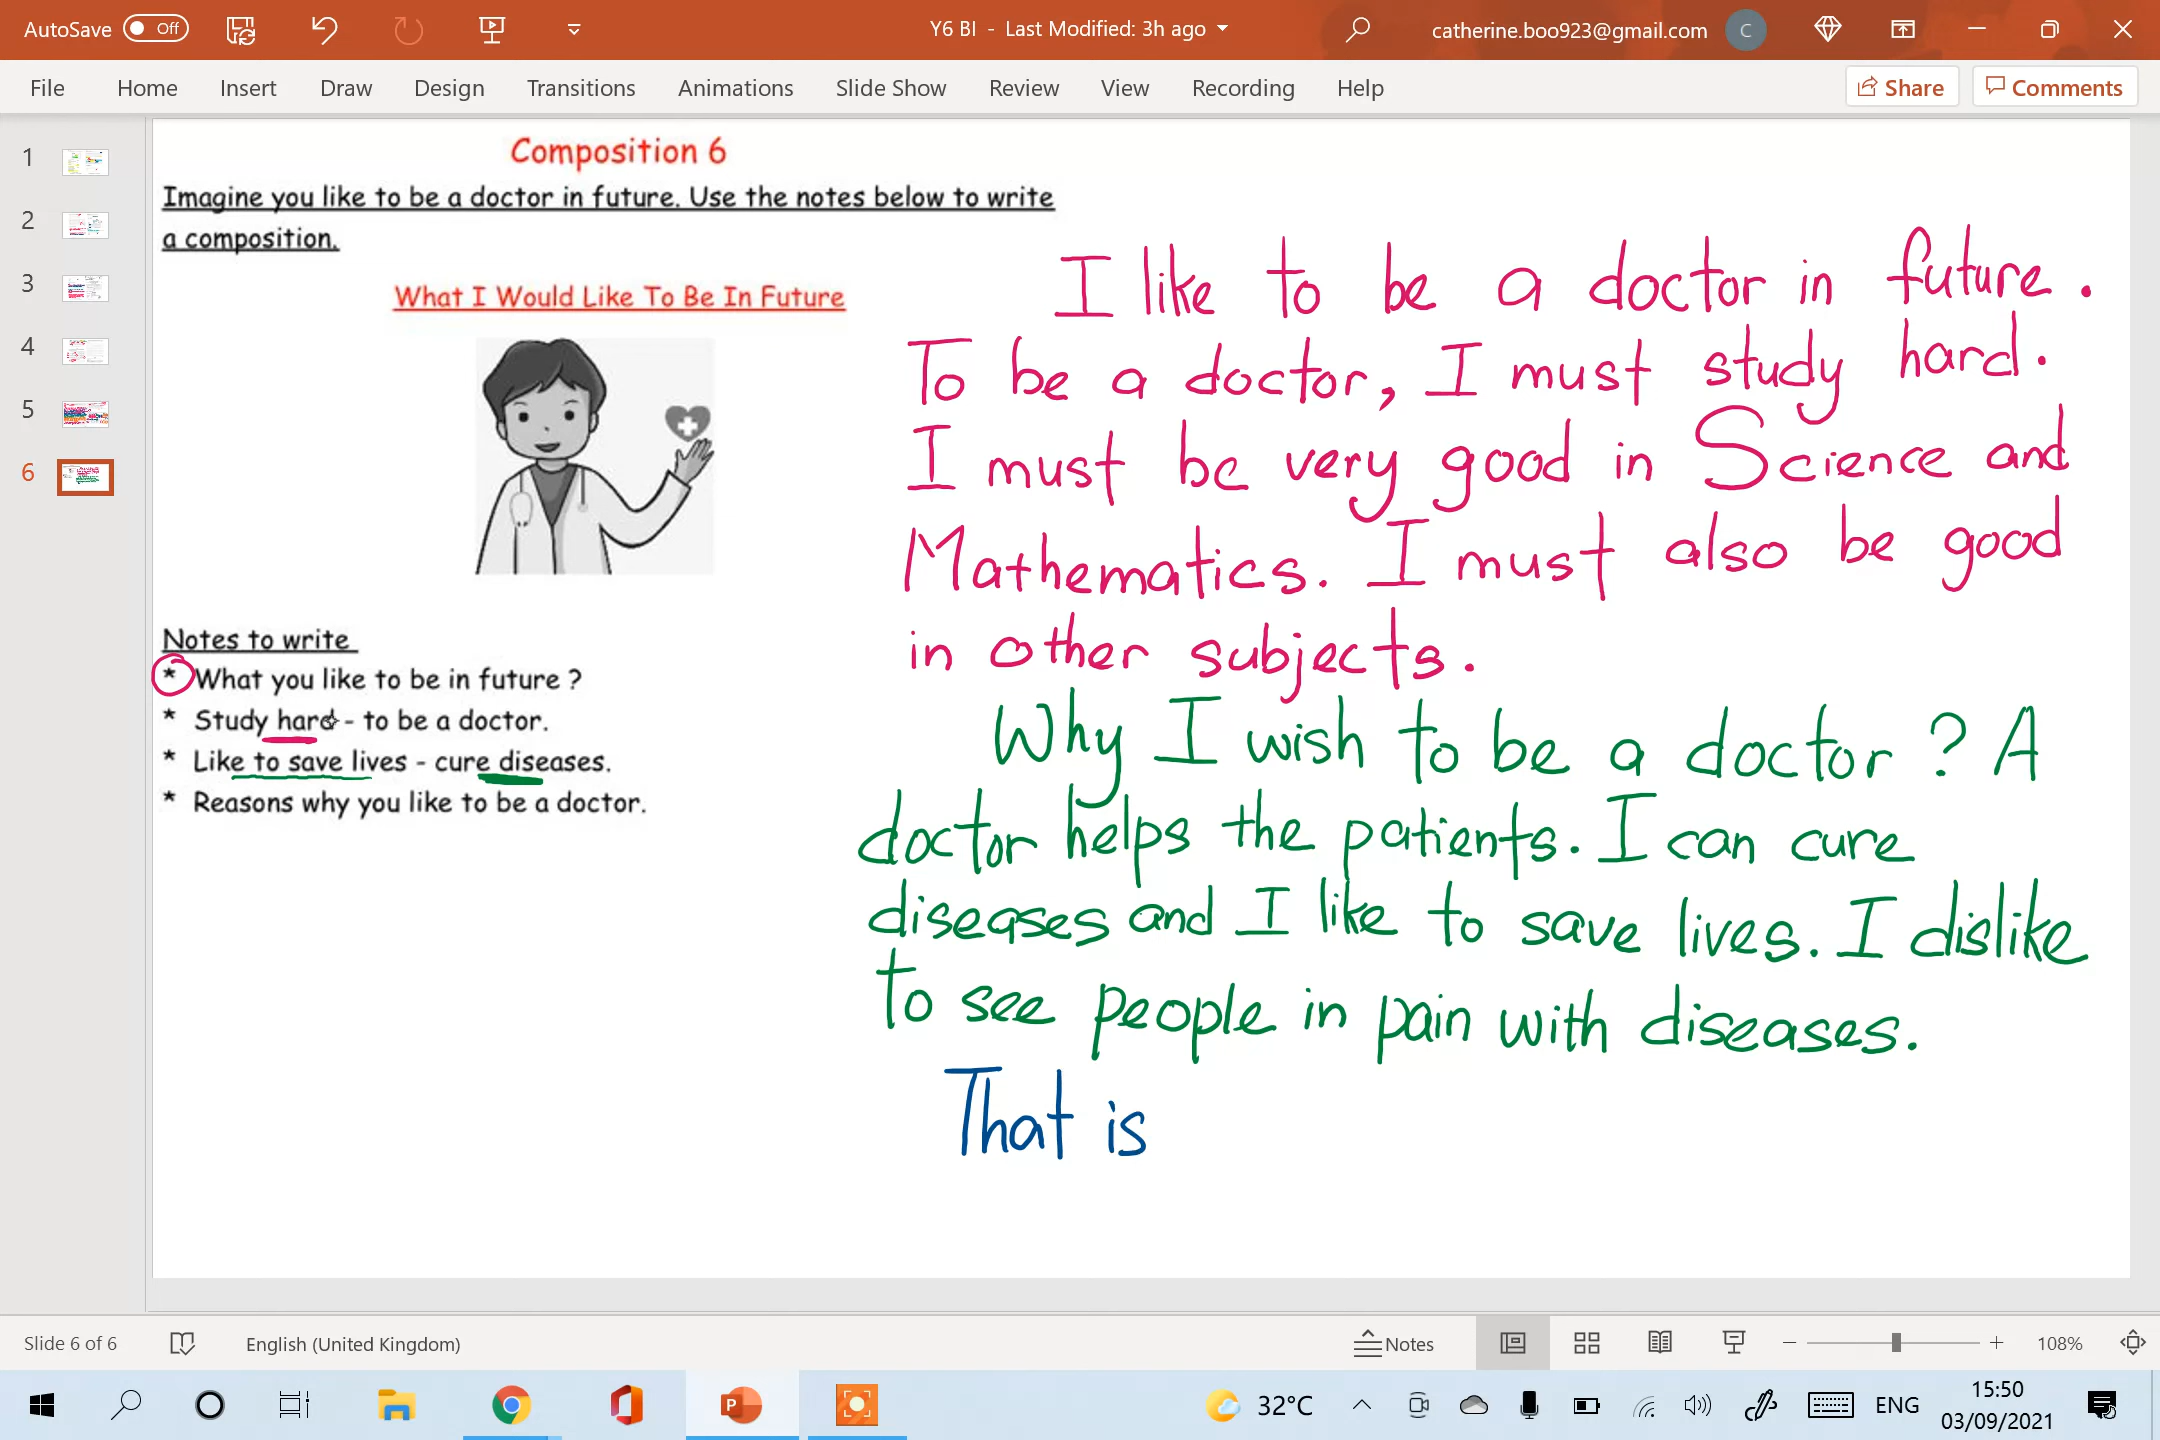 AutoSave Off Y6 BI - Last Modified: 3h ago catherine.boo923@gmail.com C
File Home Insert Draw Design Transitions Animations Slide Show Review View Recording Help Share Comments
1
2
3
4
5
6
Composition 6
Imagine you like to be a doctor in future. Use the notes below to write
a composition.
What I Would Like To Be In Future
Notes to write
* What you like to be in future ?
* Study hard - to be a doctor.
* Like to save lives - cure diseases.
* Reasons why you like to be a doctor.
I like to be a doctor in future.
To be a doctor, I must study hard.
I must be very good in Science and
Mathematics. I must also be good
in other subjects.
Why I wish to be a doctor? A
doctor helps the patients. I can cure
diseases and I like to save lives. I dislike
to see people in pain with diseases.
That is
Slide 6 of 6 English (United Kingdom) Notes 108%
P 32°C ENG 15:50
03/09/2021